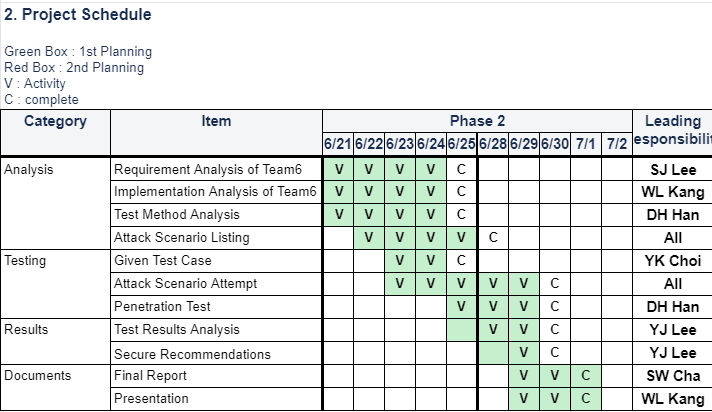 2. Project Schedule
Green Box : 1st Planning
Red Box : 2nd Planning
V : Activity
C : complete
Category Item Phase 2 Leading
6/21 6/22 6/23 6/24 6/25 6/28 6/29 6/30 7/1 7/2 esponsibilit
Analysis Requirement Analysis of Team6 V V V V C SJ Lee
Implementation Analysis of Team6 V V V V C WL Kang
Test Method Analysis V V V V C DH Han
Attack Scenario Listing V V V V C All
Testing Given Test Case V V C YK Choi
Attack Scenario Attempt V V V V V C All
Penetration Test V V V C DH Han
Results Test Results Analysis V V C YJ Lee
Secure Recommendations V C YJ Lee
Documents Final Report V V C SW Cha
Presentation V V C WL Kang